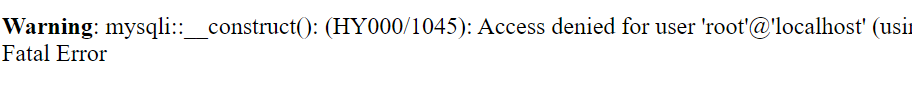 Warning: mysqli::__construct(): (HY000/1045): Access denied for user 'root'@'localhost' (usin
Fatal Error